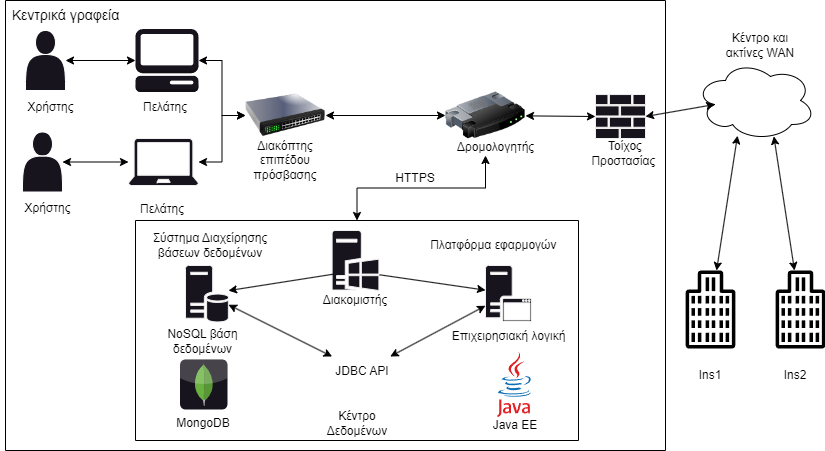 Κεντρικά γραφεία
Χρήστης
Πελάτης
Χρήστης
Πελάτης
Διακόπτης
επιπέδου
πρόσβασης
Δρομολογητής
Τοίχος
Προστασίας
Κέντρο και
ακτίνες WAN
HTTPS
Σύστημα Διαχείρησης
βάσεων δεδομένων
Διακομιστής
Πλατφόρμα εφαρμογών
NoSQL βάση
δεδομένων
Επιχειρησιακή λογική
JDBC API
MongoDB
Κέντρο
Δεδομένων
Java
Java EE
Ins1
Ins2